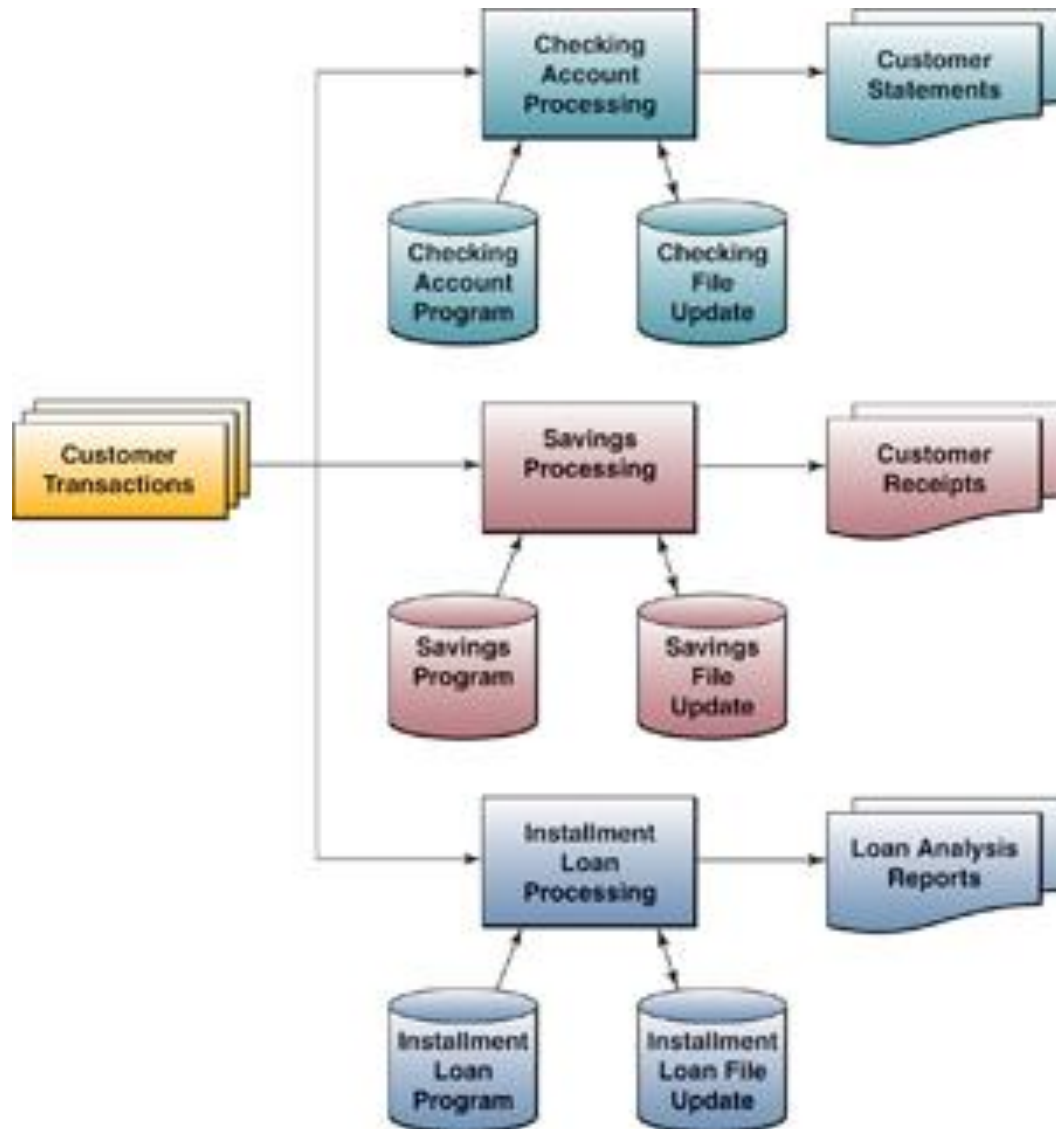 Checking
Account
Processing
Customer
Statements
Checking
Account
Program
Checking
File
Update
Customer
Transactions
Savings
Processing
Customer
Receipts
Savings
Program
Savings
File
Update
Installment
Loan
Processing
Loan Analysis
Reports
Installment
Loan
Program
Installment
Loan File
Update